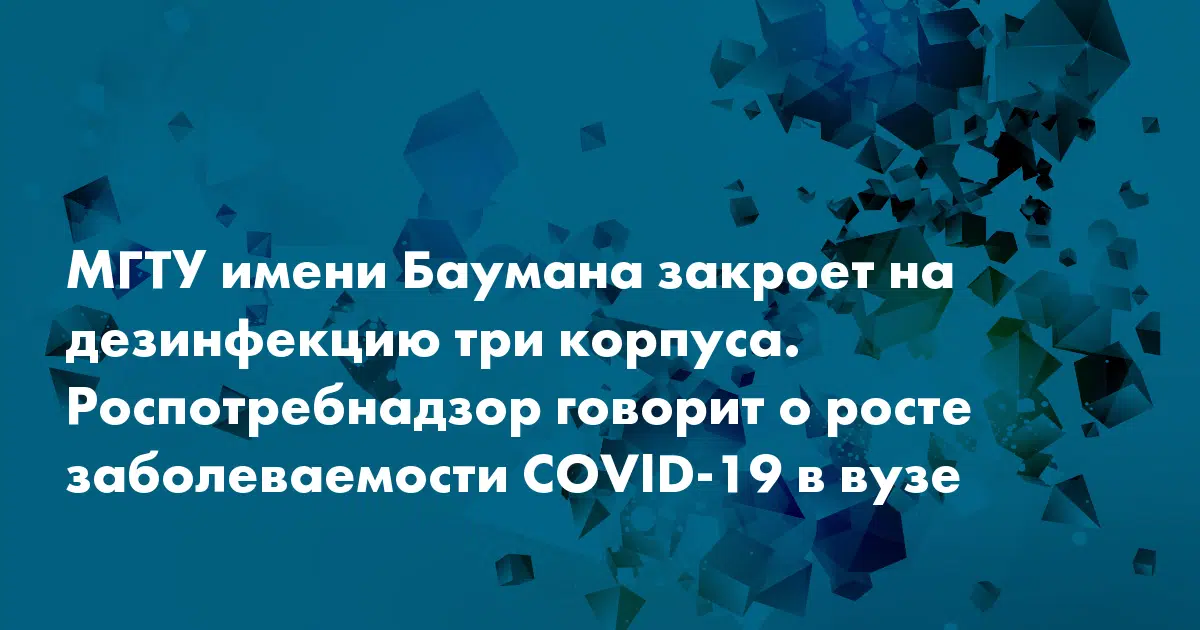 МГТУ имени Баумана закроет на
дезинфекцию три корпуса.
Роспотребнадзор говорит о росте
заболеваемости COVID-19 в вузе